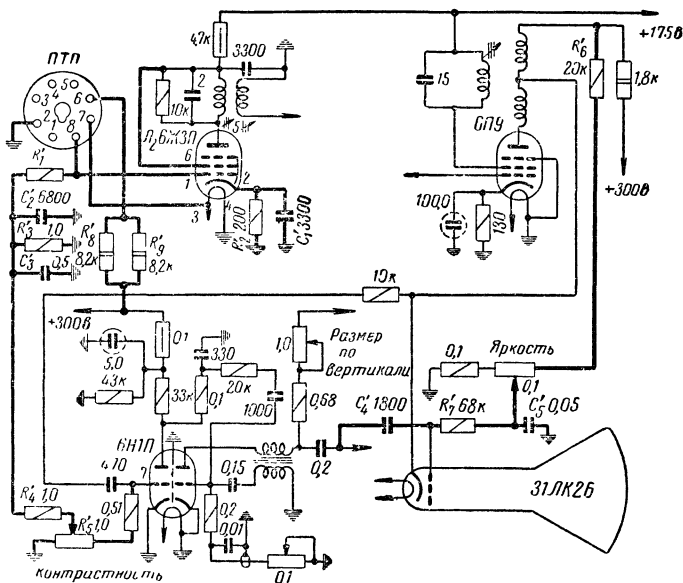 ПТП
4,7к
3300
+175в
5
4
6
3
7
2
1
8
2
10к
5
Л2 6Ж3П
6
1
2
3
4
15
6П9
R'6
20к
1,8к
+300в
R'1
C'2 6800
R'3 1,0
C'3 0,5
R'8
8,2к
R'9
8,2к
200
R'2
C'1 3300
100,0
130
10к
+300в
5,0
43к
0,1
33к
330
0,1
20к
1000
1,0
Размер
по
вертикали
0,68
0,1
Яркость
0,1
C'4 1800
R'7 68к
C'5 0,05
6Н1П
470
7
0,15
0,2
31ЛК2Б
R'4 1,0
R'5 1,0
0,51
0,2
0,01
0,1
контрастность